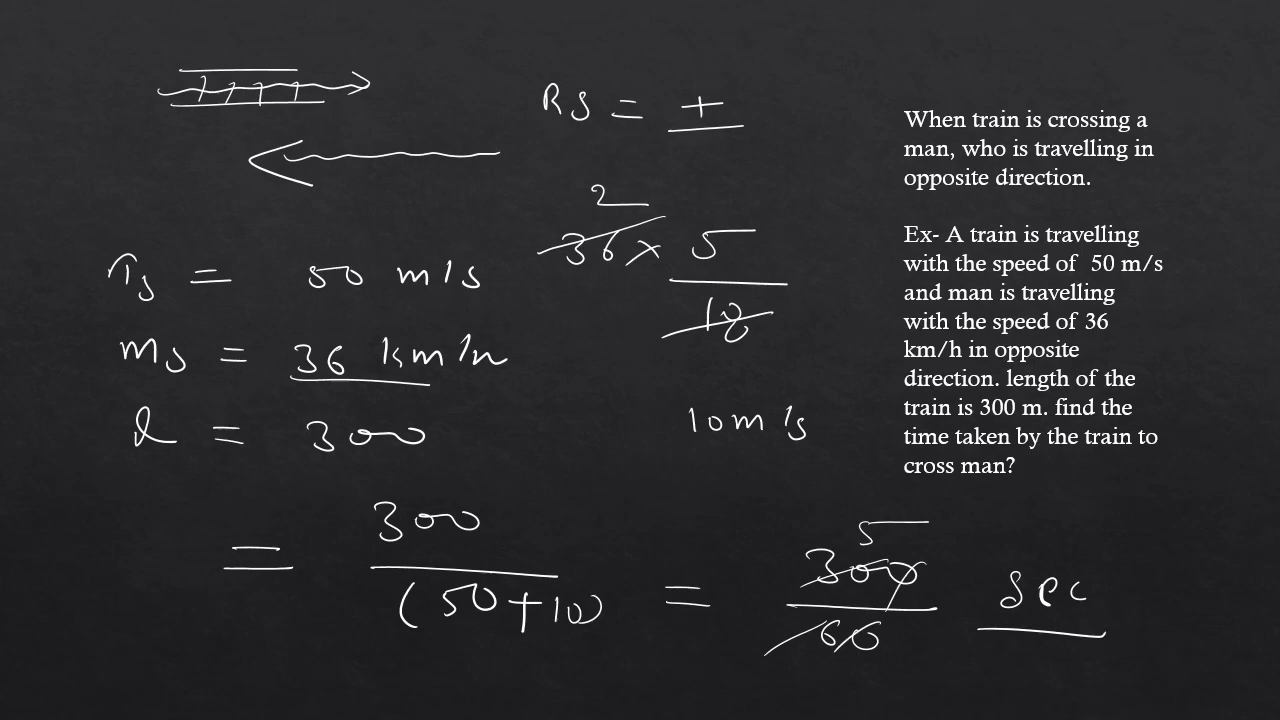 RS = +
2
36 × 5
18
TS = 50 m/s
mS = 36 km/h
l = 300
10 m/s
= 300
(50+10)
= 300 5
60
Sec
When train is crossing a
man, who is travelling in
opposite direction.
Ex- A train is travelling
with the speed of 50 m/s
and man is travelling
with the speed of 36
km/h in opposite
direction. length of the
train is 300 m. find the
time taken by the train to
cross man?